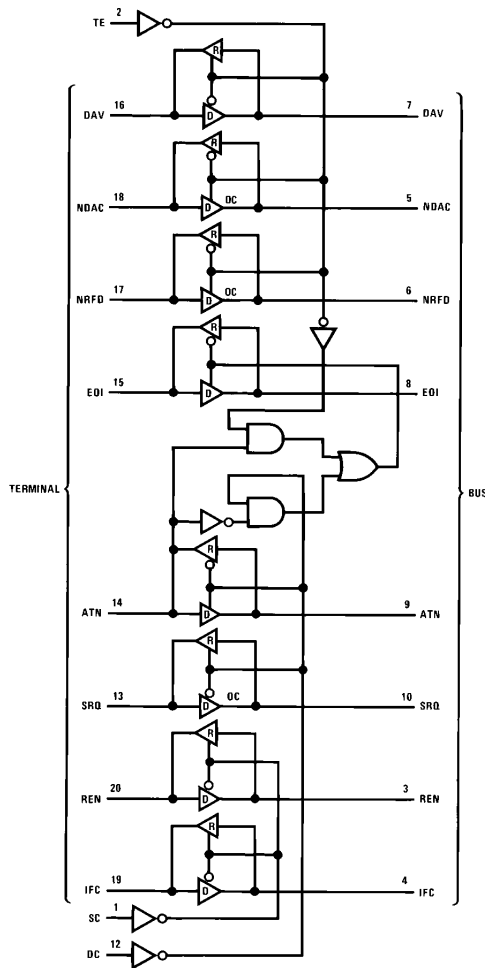 2
TE
R
16 DAV D 7 DAV
R
18 NDAC D OC 5 NDAC
R
17 NRFD D OC 6 NRFD
R
15 EOI D 8 EOI
TERMINAL BUS
R
14 ATN D 9 ATN
R
13 SRQ D OC 10 SRQ
R
20 REN D 3 REN
R
19 IFC D 4 IFC
1
SC
12
DC